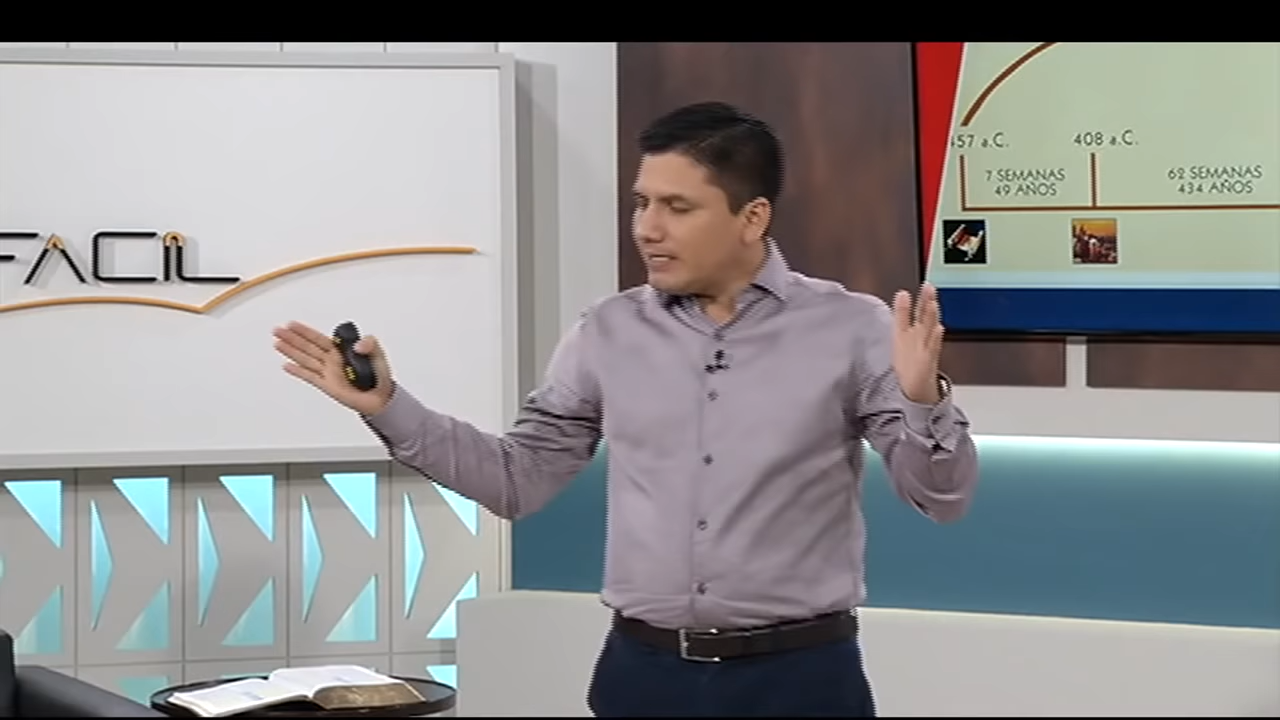 FACIL
457 a.C.
408 a.C.
7 SEMANAS
49 AÑOS
62 SEMANAS
434 AÑOS